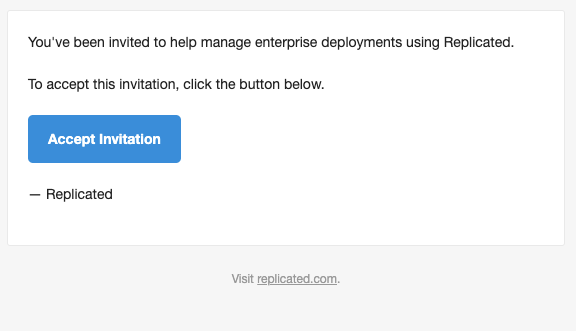 You've been invited to help manage enterprise deployments using Replicated.
To accept this invitation, click the button below.
Accept Invitation
— Replicated
Visit replicated.com.